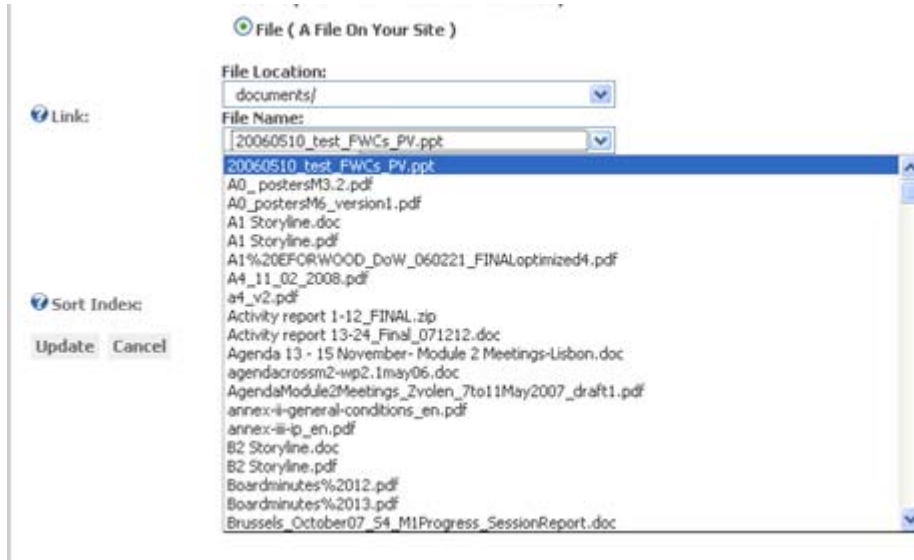 File ( A File On Your Site )
File Location:
documents/
Link:
File Name:
20060510_test_FWCs_PV.ppt
20060510_test_FWCs_PV.ppt
A0_ postersM3.2.pdf
A0_postersM6_version1.pdf
A1 Storyline.doc
A1 Storyline.pdf
A1%20EFORWOOD_DoW_060221_FINALoptimized4.pdf
A4_11_02_2008.pdf
a4_v2.pdf
Sort Index:
Activity report 1-12_FINAL.zip
Activity report 13-24_Final_071212.doc
Update Cancel
Agenda 13 - 15 November- Module 2 Meetings-Lisbon.doc
agendacrossm2-wp2.1may06.doc
AgendaModule2Meetings_Zvolen_7to11May2007_draft1.pdf
annex-ii-general-conditions_en.pdf
annex-iii-ip_en.pdf
B2 Storyline.doc
B2 Storyline.pdf
Boardminutes%2012.pdf
Boardminutes%2013.pdf
Brussels_October07_S4_M1Progress_SessionReport.doc